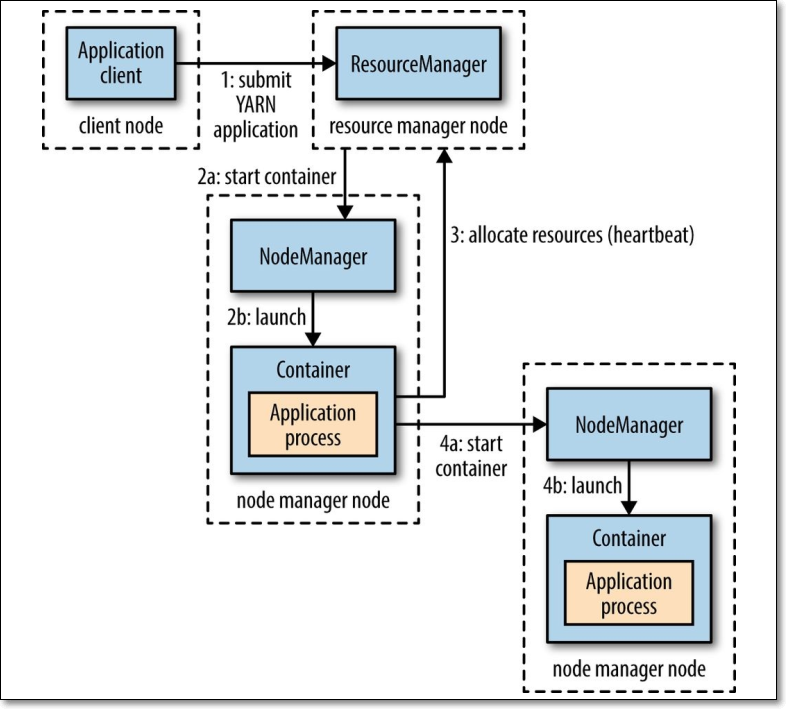 Application
client
client node
1: submit
YARN
application
ResourceManager
resource manager node
2a: start container
NodeManager
2b: launch
Container
Application
process
node manager node
3: allocate resources (heartbeat)
4a: start
container
NodeManager
4b: launch
Container
Application
process
node manager node